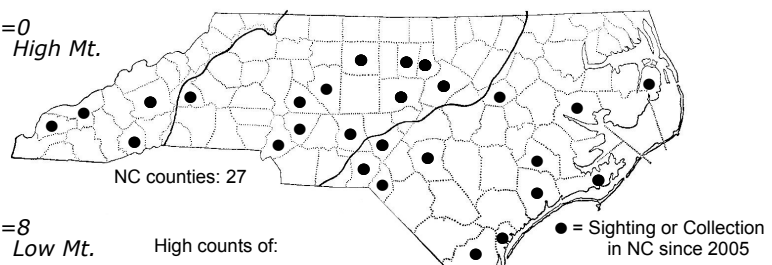 =0
High Mt.
NC counties: 27
=8
Low Mt.
High counts of:
● = Sighting or Collection
in NC since 2005